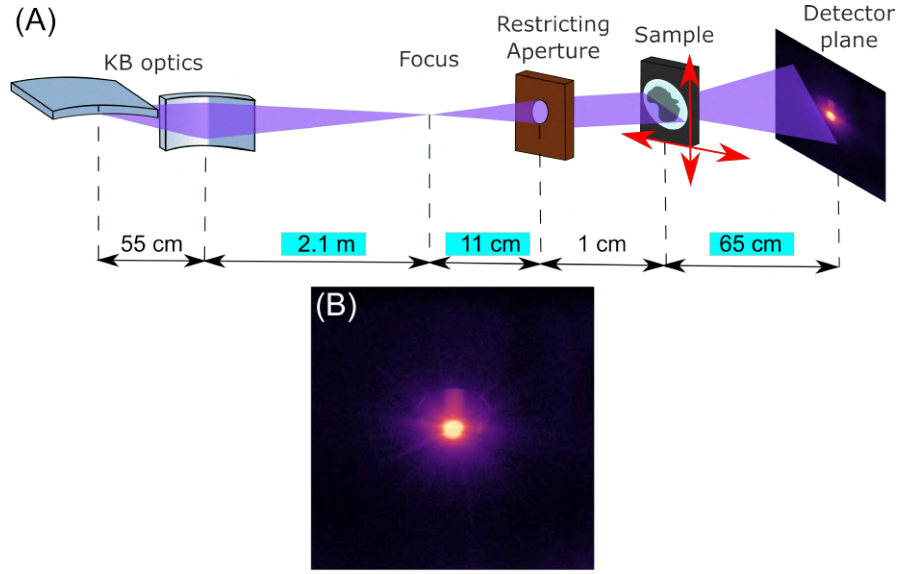 (A)
KB optics
Focus
Restricting
Aperture
Sample
Detector
plane
55 cm
2.1 m
11 cm
1 cm
65 cm
(B)